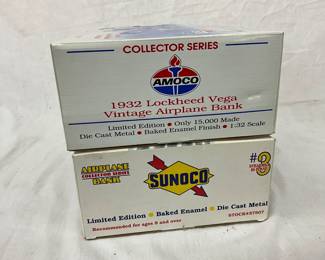 COLLECTOR SERIES
AMOCO
1932 Lockheed Vega
Vintage Airplane Bank
Limited Edition • Only 15,000 Made
Die Cast Metal • Baked Enamel Finish • 1:32 Scale
AIRPLANE
COLLECTOR SERIES
BANK
SUNOCO
#3
Limited Edition • Baked Enamel • Die Cast Metal
Recommended for ages 8 and over
STOCK#37507